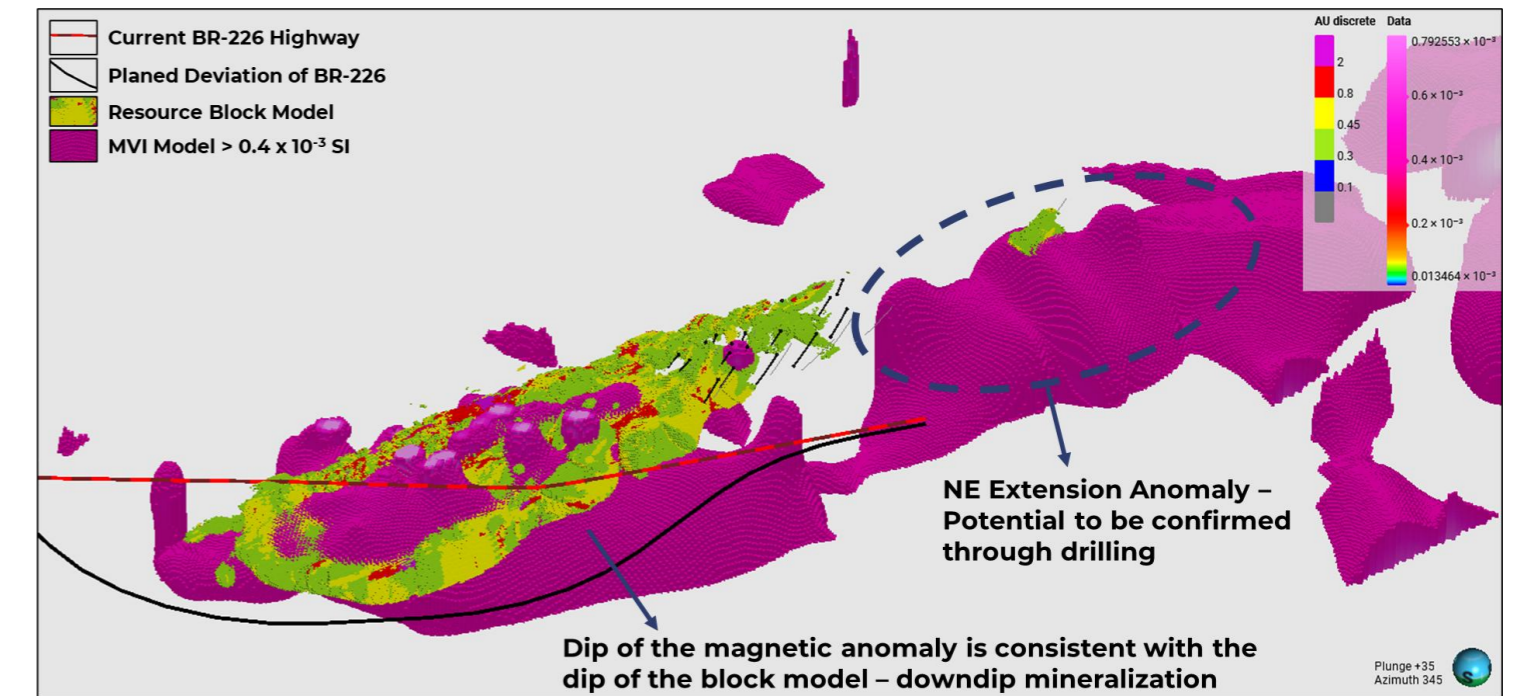 Current BR-226 Highway
Planed Deviation of BR-226
Resource Block Model
MVI Model > 0.4 x 10⁻³ SI
AU discrete
2
0.8
0.45
0.3
0.1
Data
0.792553 × 10⁻³
0.6 × 10⁻³
0.4 × 10⁻³
0.2 × 10⁻³
0.013464 × 10⁻³
NE Extension Anomaly –
Potential to be confirmed
through drilling
Dip of the magnetic anomaly is consistent with the
dip of the block model – downdip mineralization
Plunge +35
Azimuth 345
S